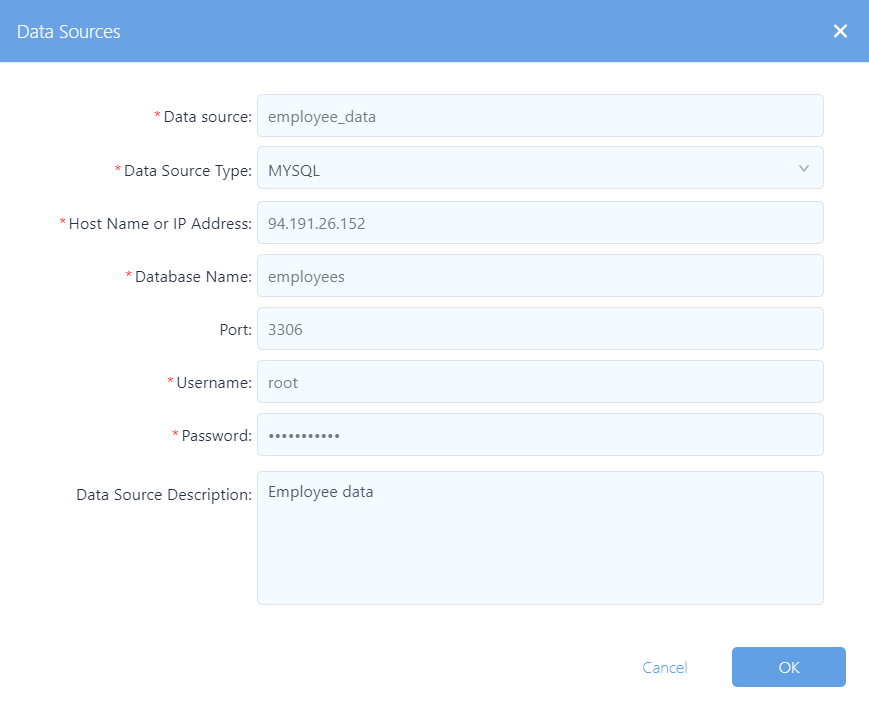 Data Sources
* Data source: employee_data
* Data Source Type: MYSQL
* Host Name or IP Address: 94.191.26.152
* Database Name: employees
Port: 3306
* Username: root
* Password: •••••••••••
Data Source Description: Employee data
Cancel OK